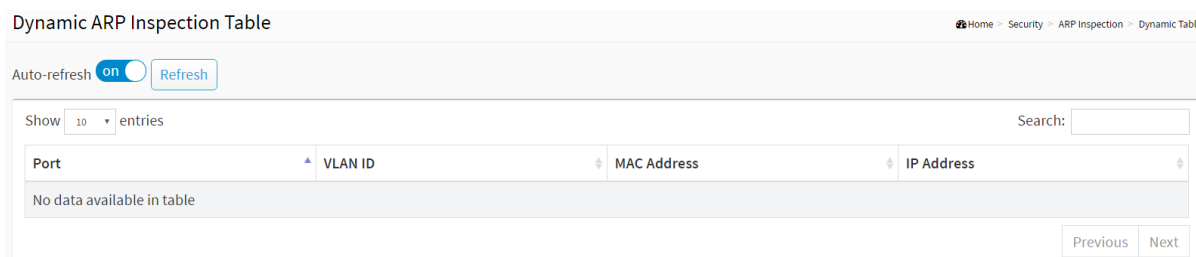 Dynamic ARP Inspection Table
Home > Security > ARP Inspection > Dynamic Tabl
Auto-refresh on Refresh
Show 10 entries Search:
Port VLAN ID MAC Address IP Address
No data available in table
Previous Next